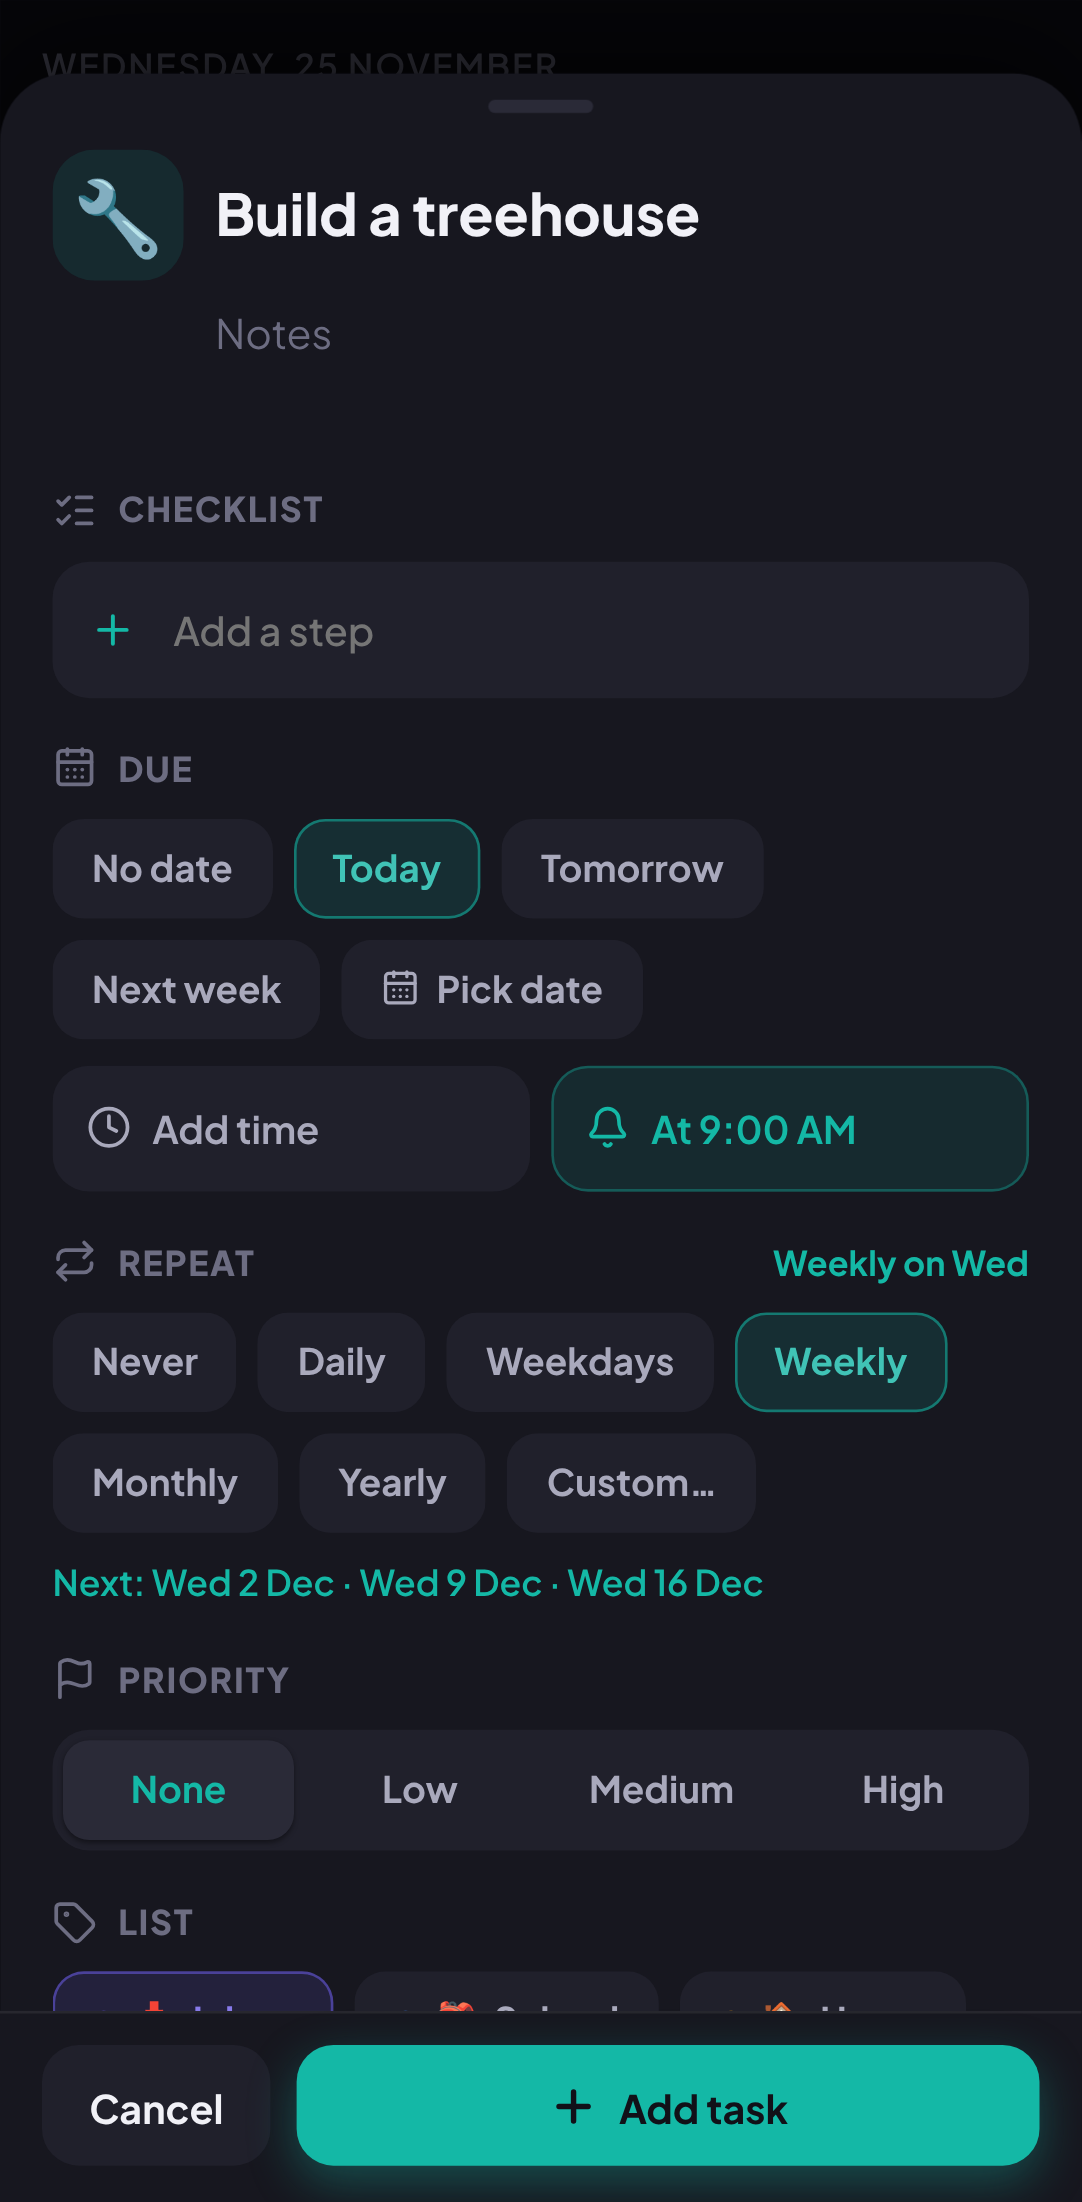 WEDNESDAY, 25 NOVEMBER
Build a treehouse
Notes
CHECKLIST
Add a step
DUE
No date Today Tomorrow
Next week Pick date
Add time At 9:00 AM
REPEAT Weekly on Wed
Never Daily Weekdays Weekly
Monthly Yearly Custom...
Next: Wed 2 Dec · Wed 9 Dec · Wed 16 Dec
PRIORITY
None Low Medium High
LIST
Cancel + Add task